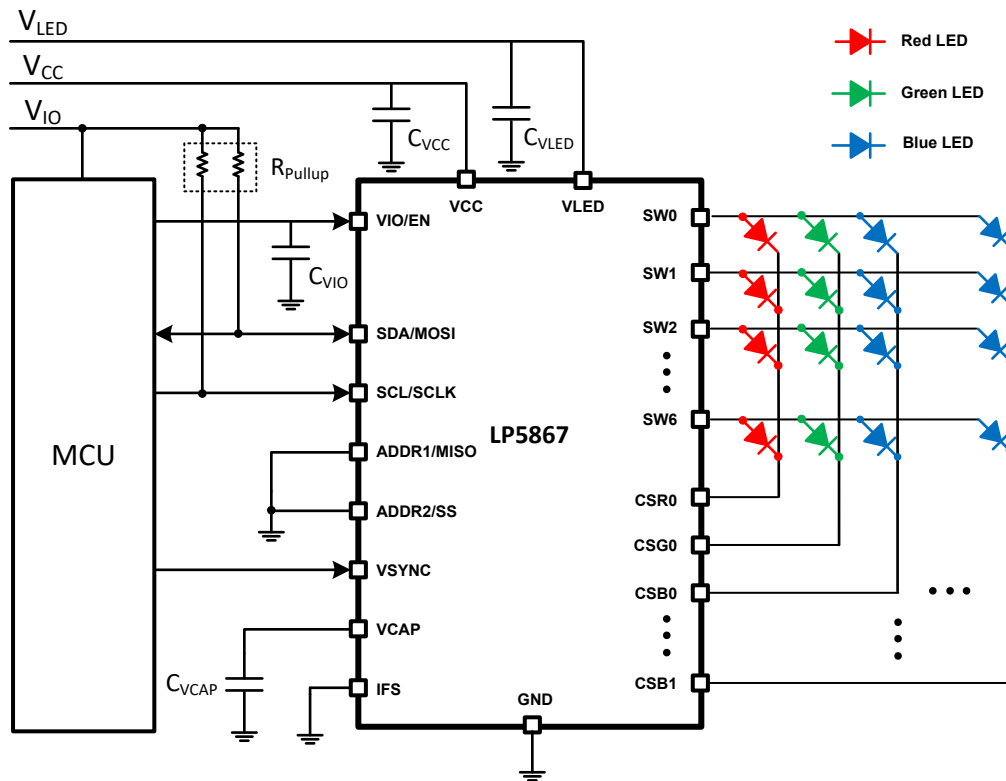 VLED
VCC
VIO
CVCC
CVLED
RPullup
Red LED
Green LED
Blue LED
VCC
VLED
VIO/EN
CVIO
SDA/MOSI
SCL/SCLK
ADDR1/MISO
ADDR2/SS
VSYNC
VCAP
CVCAP
IFS
MCU
LP5867
GND
SW0
SW1
SW2
SW6
CSR0
CSG0
CSB0
CSB1